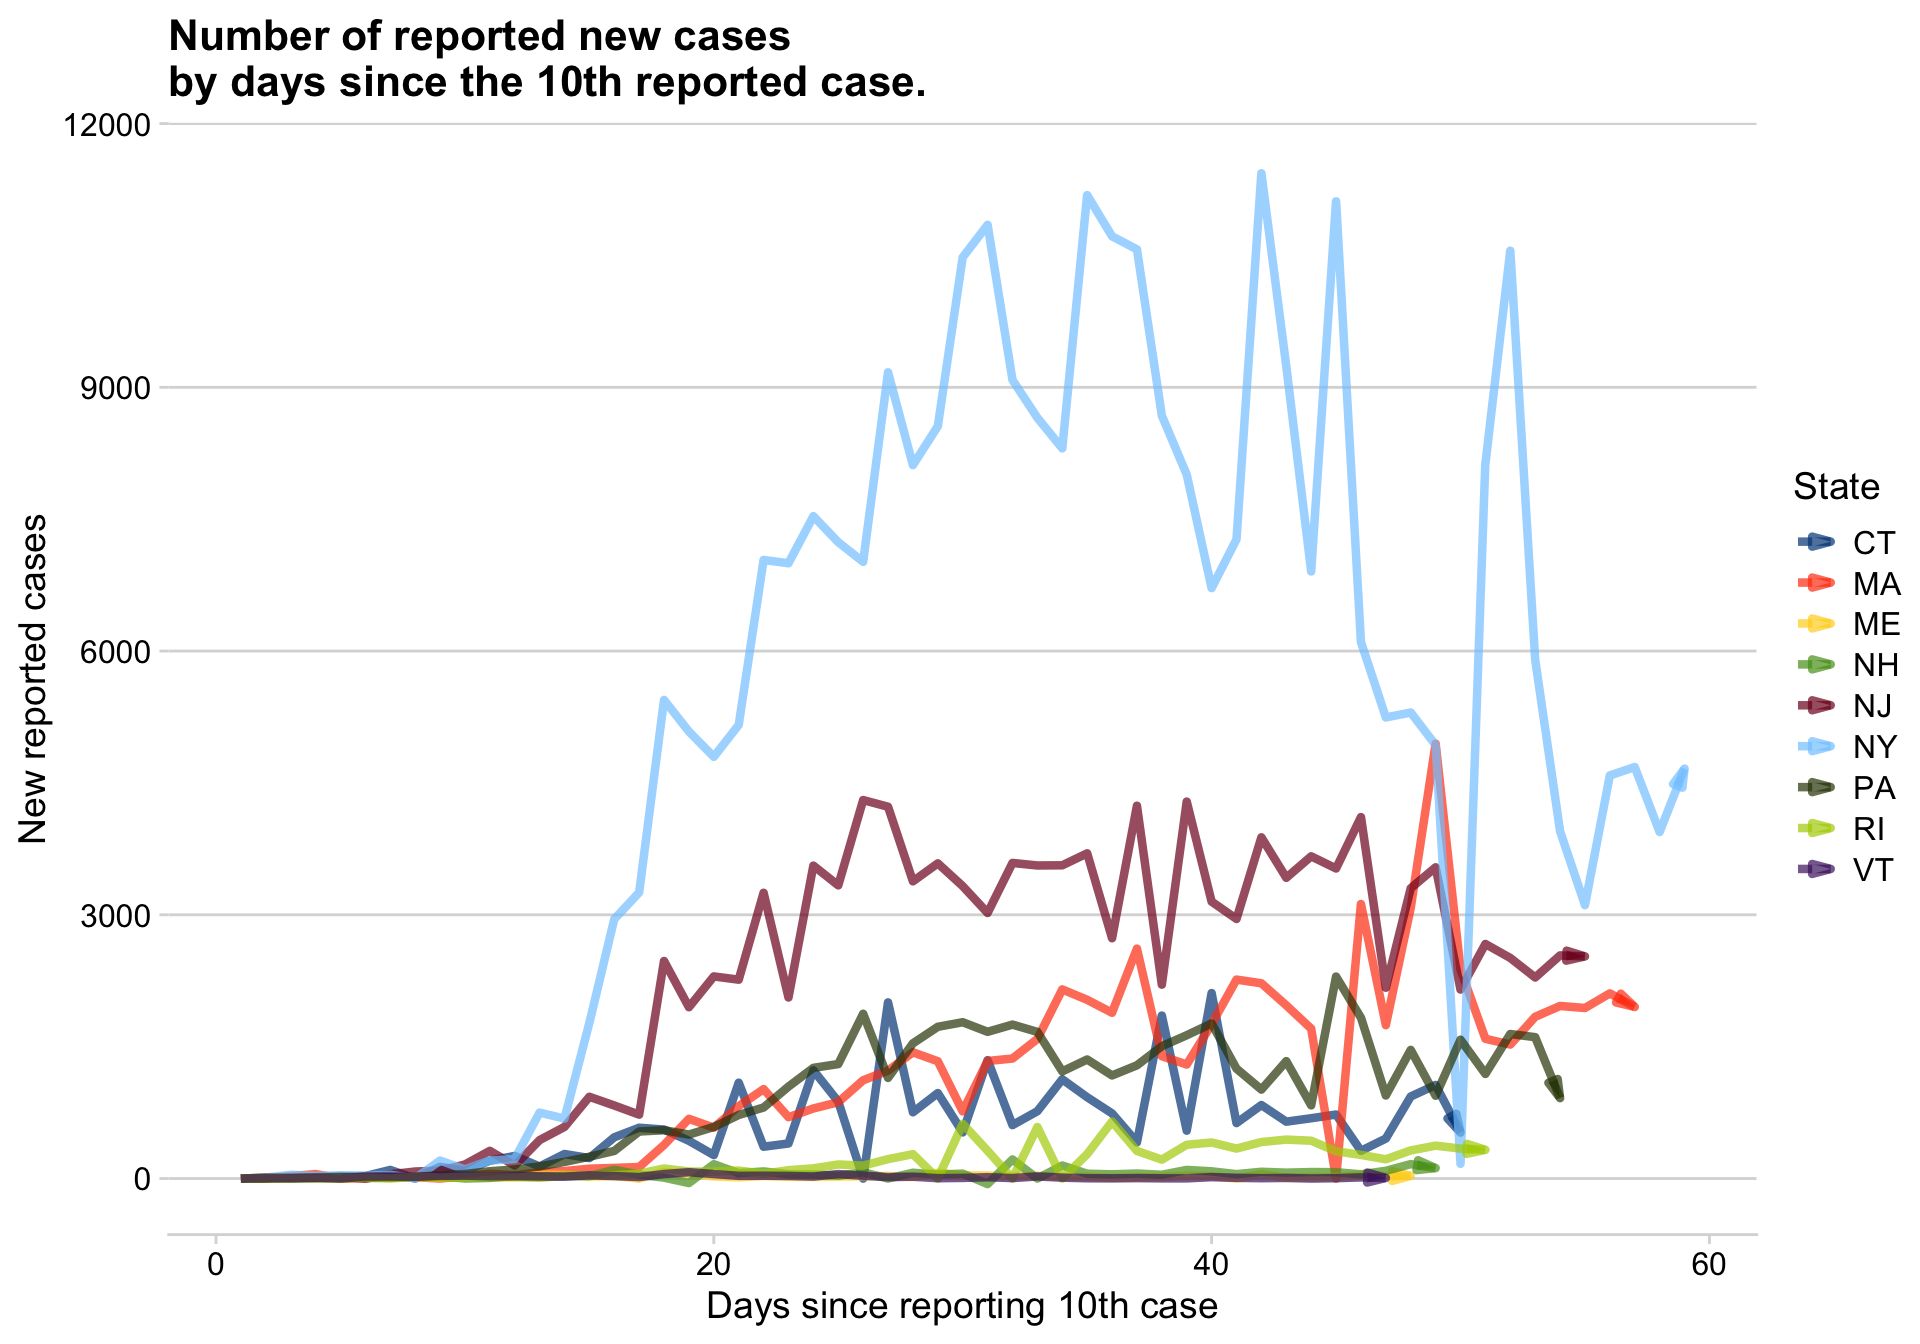 Number of reported new cases
by days since the 10th reported case.
12000
9000
6000
3000
0
New reported cases
0
20
40
60
Days since reporting 10th case
State
CT
MA
ME
NH
NJ
NY
PA
RI
VT